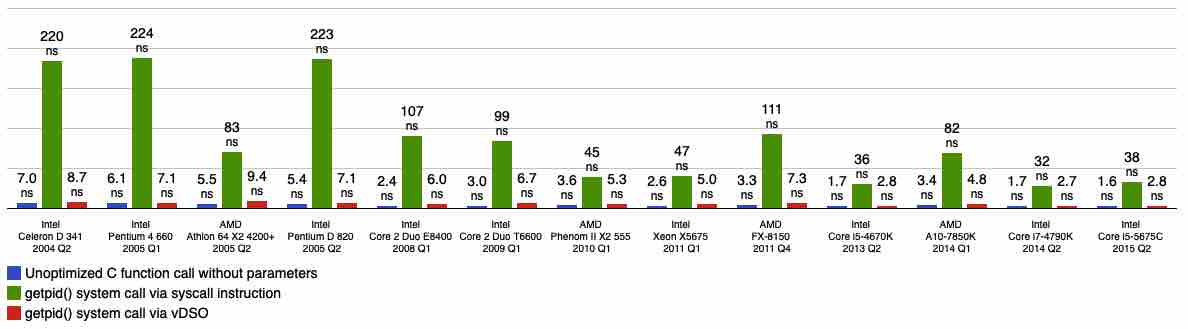 220
ns
224
ns
223
ns
83
ns
107
ns
99
ns
45
ns
47
ns
111
ns
36
ns
82
ns
32
ns
38
ns
7.0
ns
8.7
ns
6.1
ns
7.1
ns
5.5
ns
9.4
ns
5.4
ns
7.1
ns
2.4
ns
6.0
ns
3.0
ns
6.7
ns
3.6
ns
5.3
ns
2.6
ns
5.0
ns
3.3
ns
7.3
ns
1.7
ns
2.8
ns
3.4
ns
4.8
ns
1.7
ns
2.7
ns
1.6
ns
2.8
ns
Intel
Celeron D 341
2004 Q2
Intel
Pentium 4 660
2005 Q1
AMD
Athlon 64 X2 4200+
2005 Q2
Intel
Pentium D 820
2005 Q2
Intel
Core 2 Duo E8400
2008 Q1
Intel
Core 2 Duo T6600
2009 Q1
AMD
Phenom II X2 555
2010 Q1
Intel
Xeon X5675
2011 Q1
AMD
FX-8150
2011 Q4
Intel
Core i5-4670K
2013 Q2
AMD
A10-7850K
2014 Q1
Intel
Core i7-4790K
2014 Q2
Intel
Core i5-5675C
2015 Q2
Unoptimized C function call without parameters
getpid() system call via syscall instruction
getpid() system call via vDSO